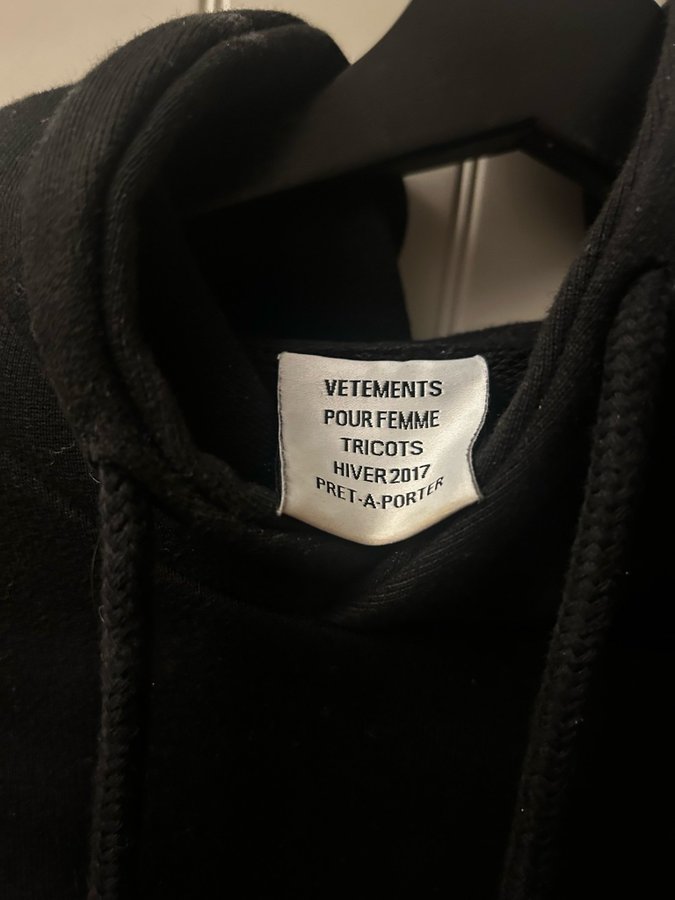 VETEMENTS
POUR FEMME
TRICOTS
HIVER 2017
PRET-A-PORTER